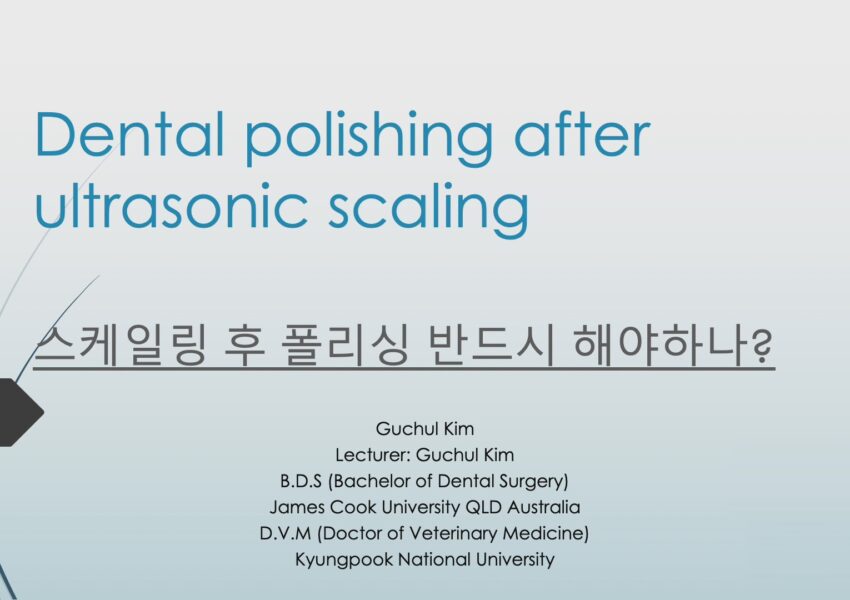 Dental polishing after
ultrasonic scaling
스케일링 후 폴리싱 반드시 해야하나?
Guchul Kim
Lecturer: Guchul Kim
B.D.S (Bachelor of Dental Surgery)
James Cook University QLD Australia
D.V.M (Doctor of Veterinary Medicine)
Kyungpook National University